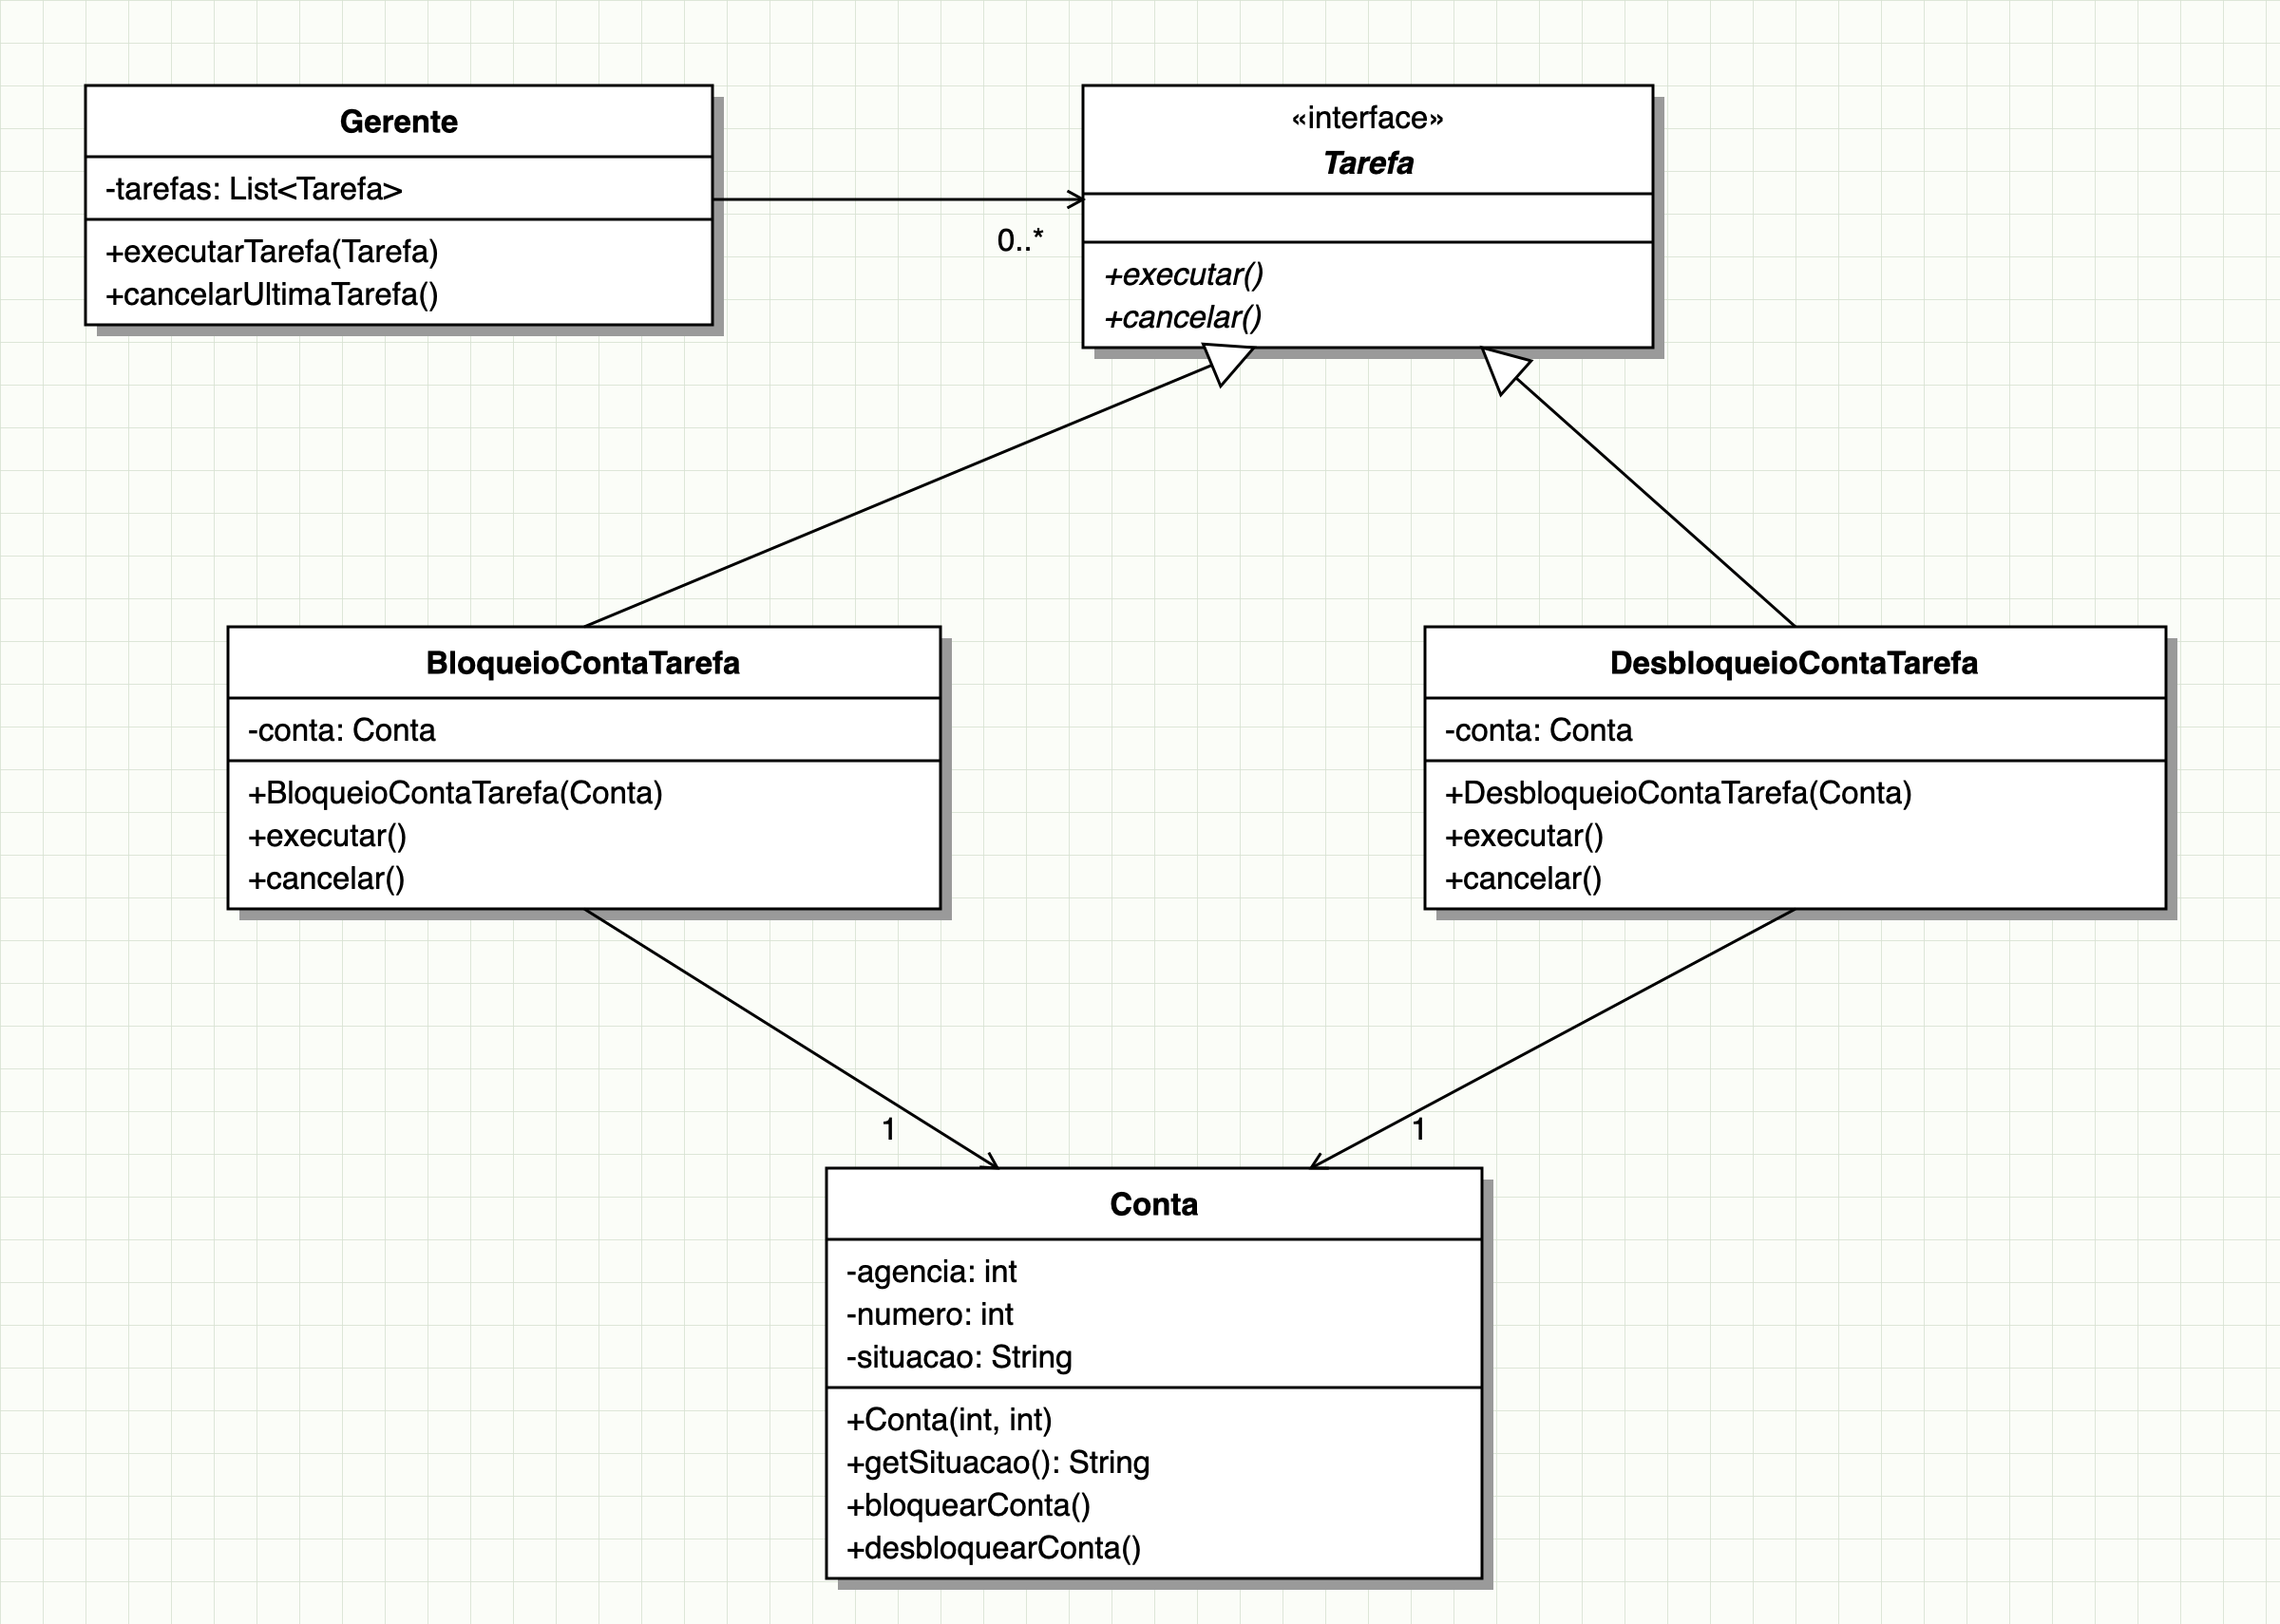 Gerente
-tarefas: List<Tarefa>
+executarTarefa(Tarefa)
+cancelarUltimaTarefa()
0..*
«interface»
Tarefa
+executar()
+cancelar()
BloqueioContaTarefa
-conta: Conta
+BloqueioContaTarefa(Conta)
+executar()
+cancelar()
DesbloqueioContaTarefa
-conta: Conta
+DesbloqueioContaTarefa(Conta)
+executar()
+cancelar()
1
1
Conta
-agencia: int
-numero: int
-situacao: String
+Conta(int, int)
+getSituacao(): String
+bloquearConta()
+desbloquearConta()